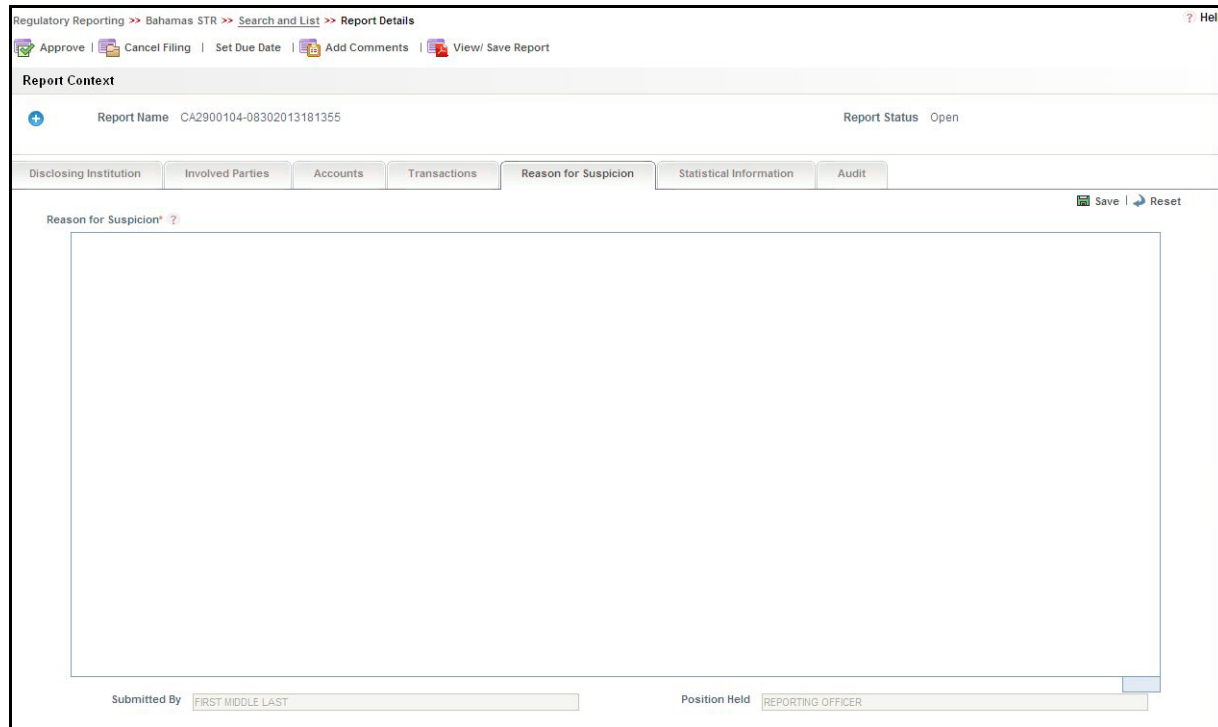 Regulatory Reporting >> Bahamas STR >> Search and List >> Report Details ? Hel
Approve | Cancel Filing | Set Due Date | Add Comments | View/ Save Report
Report Context
Report Name CA2900104-08302013181355 Report Status Open
Disclosing Institution Involved Parties Accounts Transactions Reason for Suspicion Statistical Information Audit
Save | Reset
Reason for Suspicion* ?
Submitted By FIRST MIDDLE LAST Position Held REPORTING OFFICER